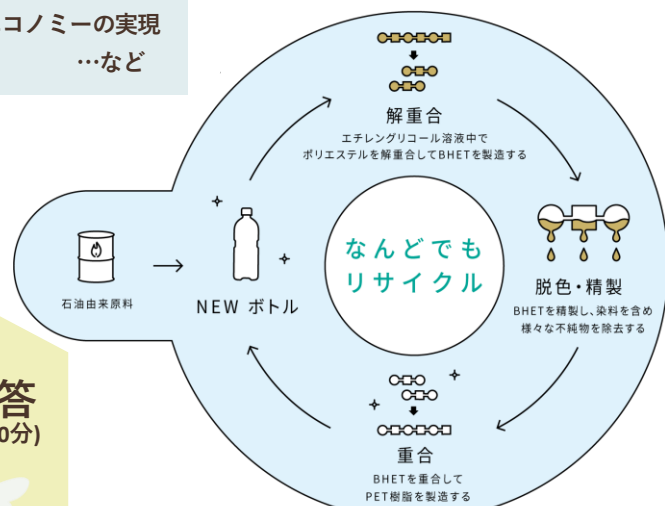 コノミーの実現
…など
解重合
エチレングリコール溶液中で
ポリエステルを解重合してBHETを製造する
なんどでも
リサイクル
脱色・精製
BHETを精製し、染料を含め
様々な不純物を除去する
石油由来原料
NEW ボトル
重合
BHETを重合して
PET樹脂を製造する
答
0分)